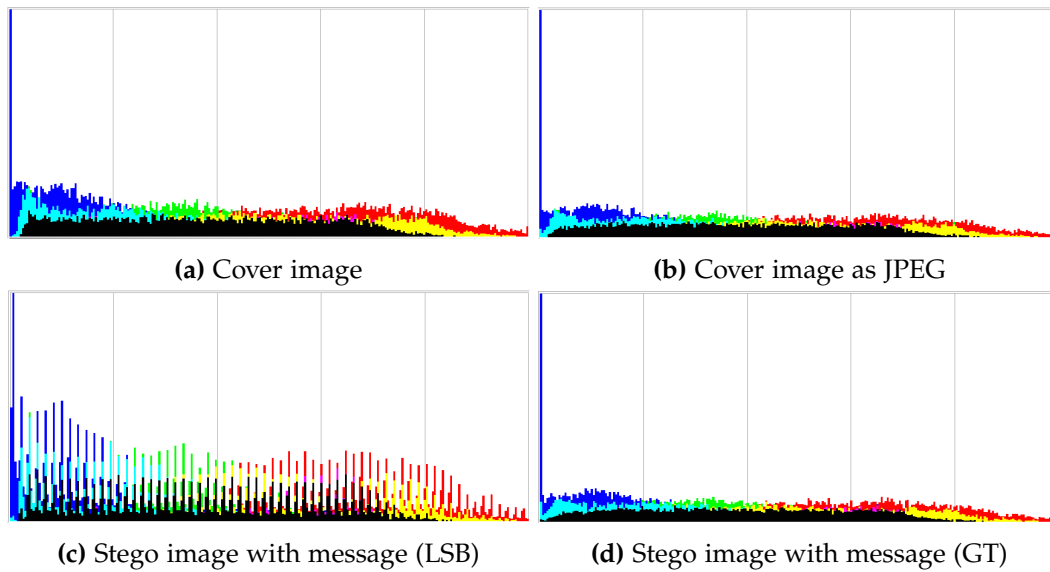 (a) Cover image
(b) Cover image as JPEG
(c) Stego image with message (LSB)
(d) Stego image with message (GT)